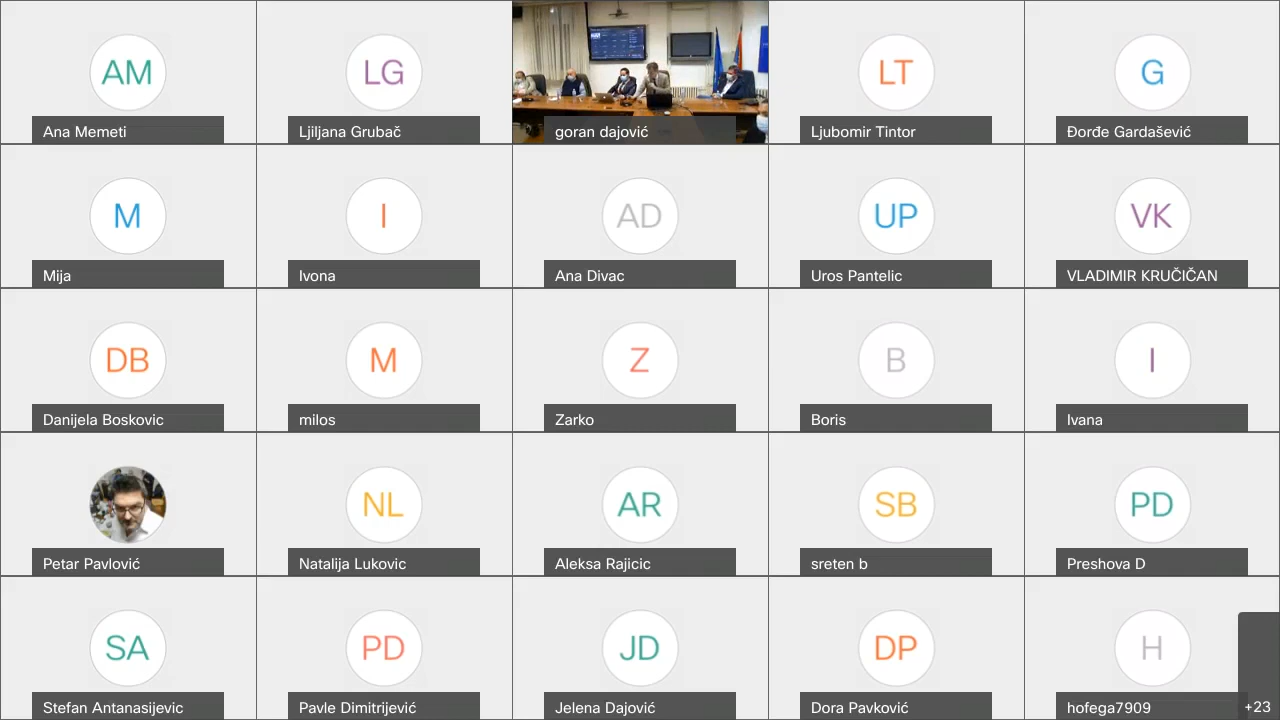 AM
Ana Memeti
LG
Ljiljana Grubač
goran dajović
LT
Ljubomir Tintor
G
Đorđe Gardašević
M
Mija
I
Ivona
AD
Ana Divac
UP
Uros Pantelic
VK
VLADIMIR KRUČIČAN
DB
Danijela Boskovic
M
milos
Z
Zarko
B
Boris
I
Ivana
Petar Pavlović
NL
Natalija Lukovic
AR
Aleksa Rajicic
SB
sreten b
PD
Preshova D
SA
Stefan Antanasijevic
PD
Pavle Dimitrijević
JD
Jelena Dajović
DP
Dora Pavković
H
hofega7909
+23